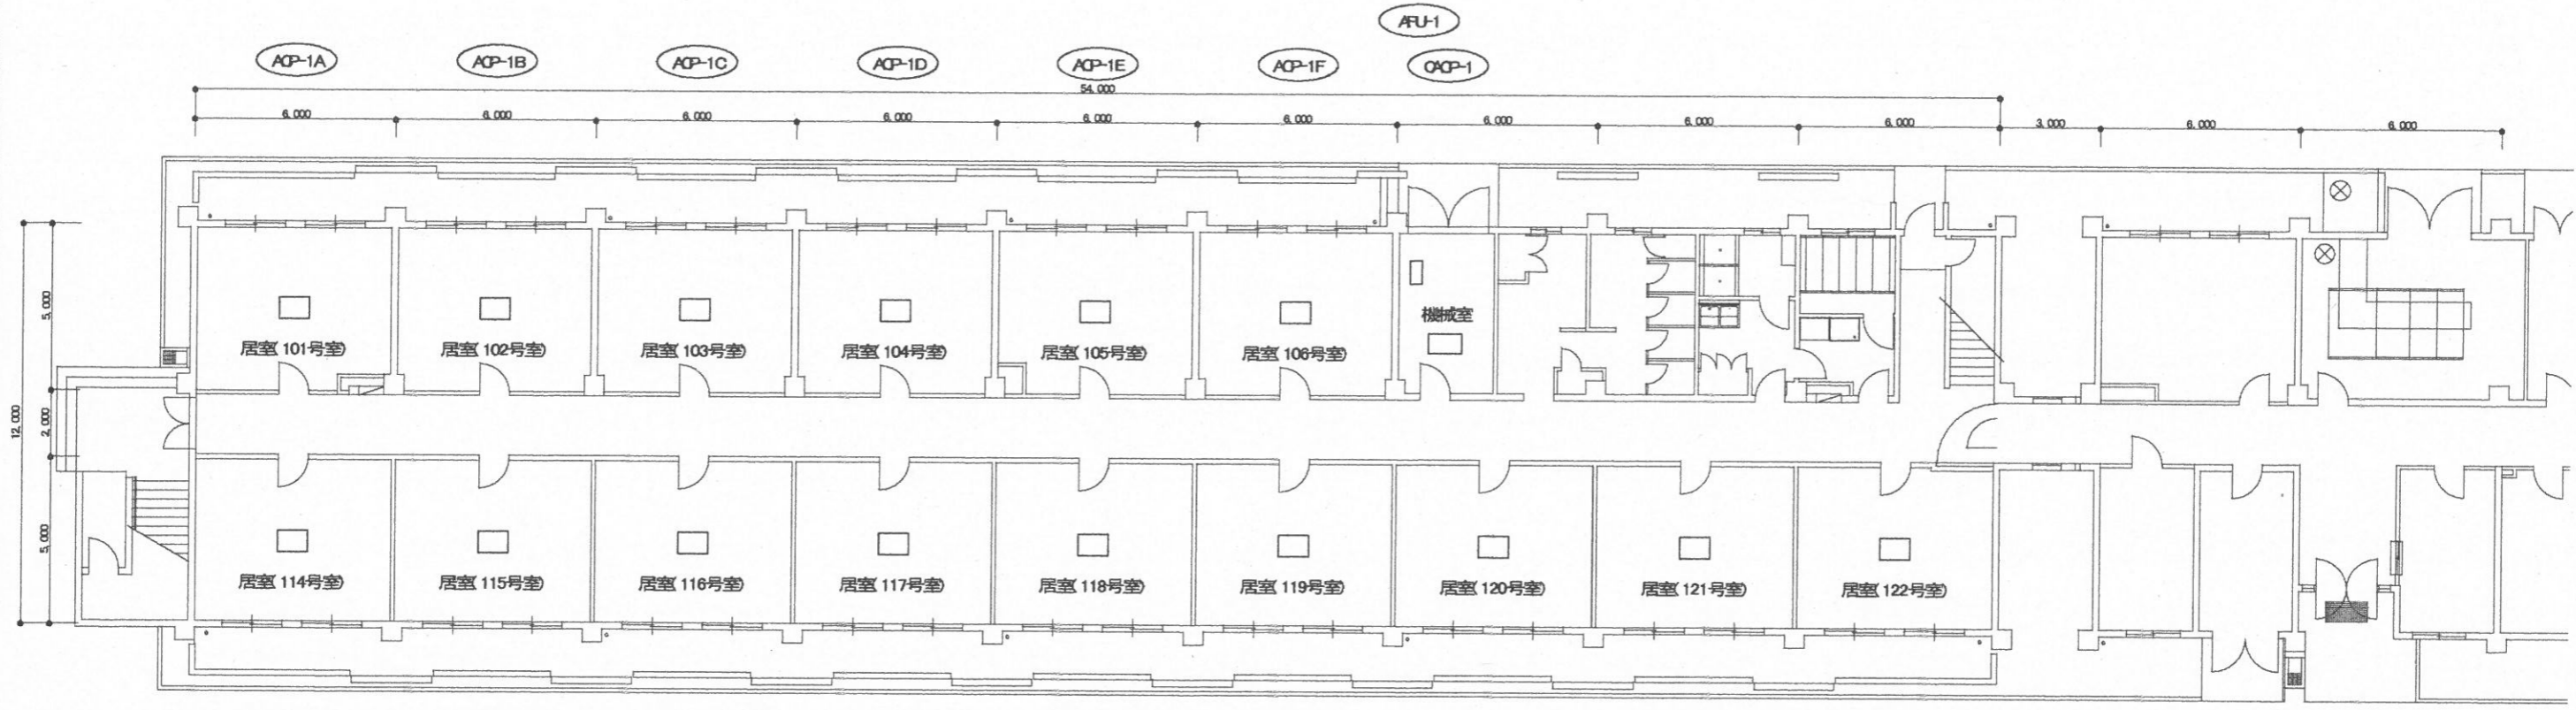 AFU-1
ACP-1A ACP-1B ACP-1C ACP-1D ACP-1E ACP-1F CACP-1
54.000
6.000 6.000 6.000 6.000 6.000 6.000 6.000 6.000 6.000 3.000 6.000 6.000
12.000
5.000
2.000
5.000
機械室
居室(101号室) 居室(102号室) 居室(103号室) 居室(104号室) 居室(105号室) 居室(106号室)
居室(114号室) 居室(115号室) 居室(116号室) 居室(117号室) 居室(118号室) 居室(119号室) 居室(120号室) 居室(121号室) 居室(122号室)